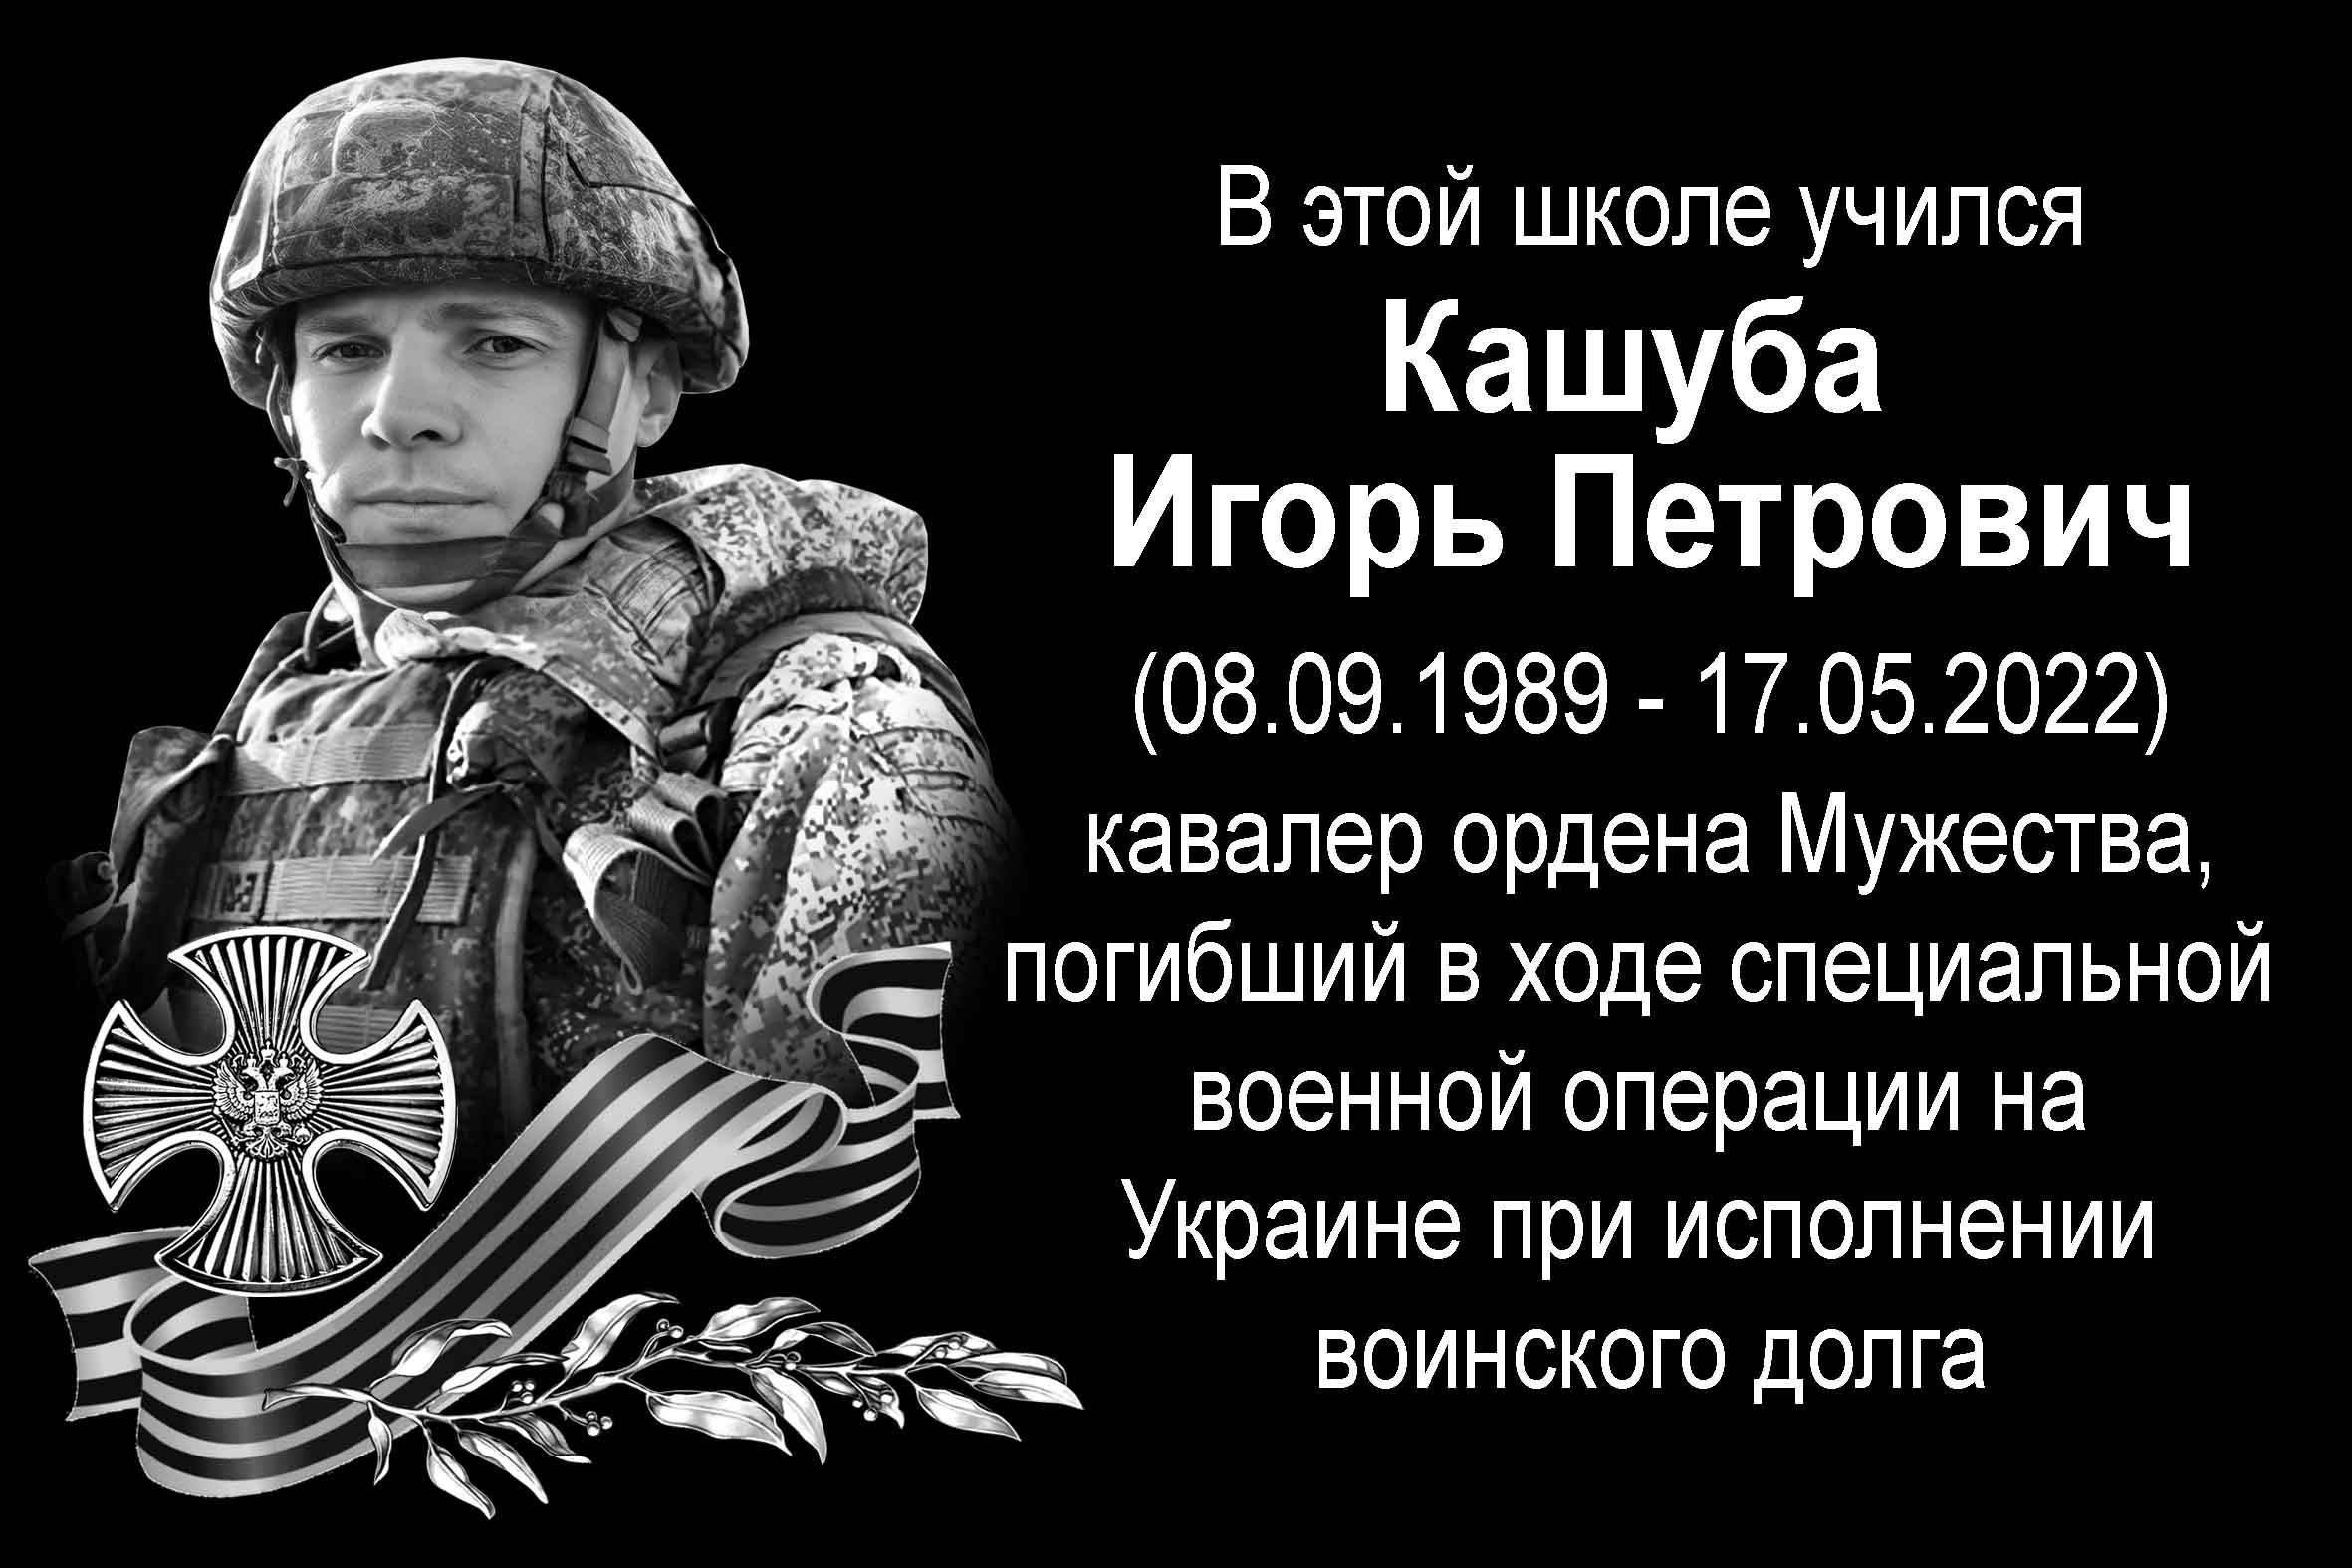 В этой школе учился
Кашуба
Игорь Петрович
(08.09.1989 - 17.05.2022)
кавалер ордена Мужества,
погибший в ходе специальной
военной операции на
Украине при исполнении
воинского долга